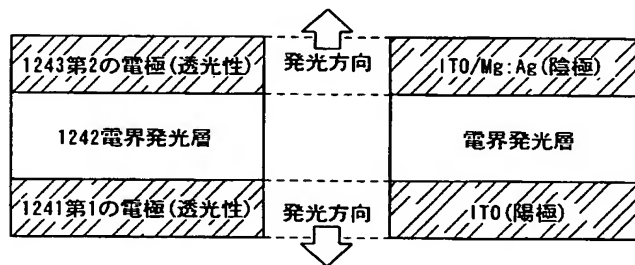 1243第2の電極(透光性)
発光方向
ITO/Mg:Ag(陰極)
1242電界発光層
電界発光層
1241第1の電極(透光性)
発光方向
ITO(陽極)